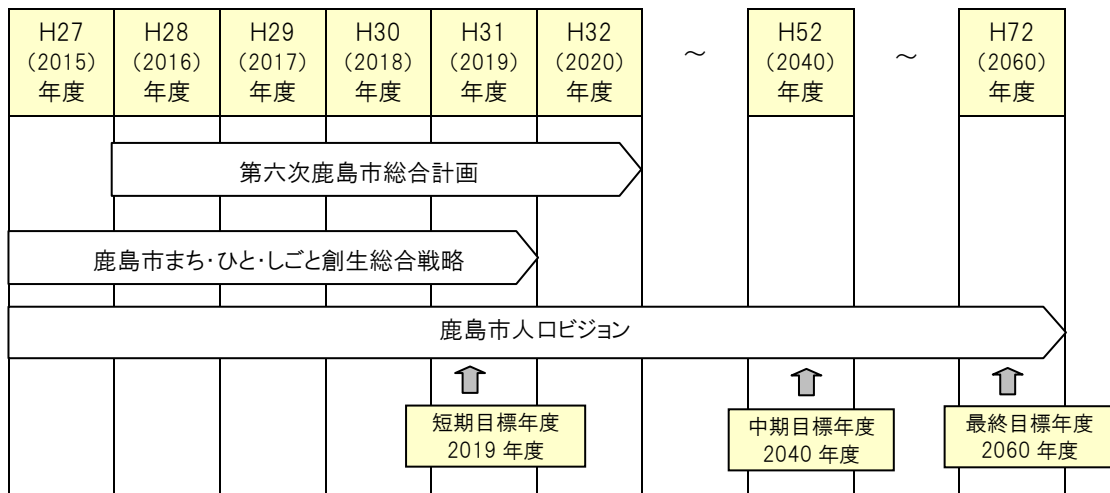 H27
(2015)
年度
H28
(2016)
年度
H29
(2017)
年度
H30
(2018)
年度
H31
(2019)
年度
H32
(2020)
年度
~
H52
(2040)
年度
~
H72
(2060)
年度
第六次鹿島市総合計画
鹿島市まち・ひと・しごと創生総合戦略
鹿島市人口ビジョン
短期目標年度
2019 年度
中期目標年度
2040 年度
最終目標年度
2060 年度